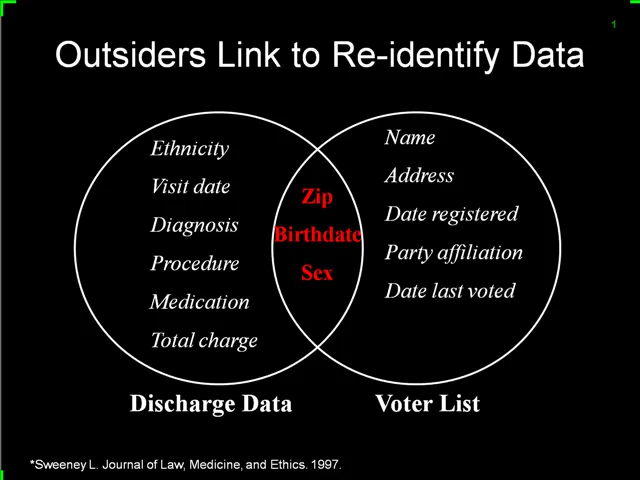 1
Outsiders Link to Re-identify Data
Ethnicity
Visit date
Diagnosis
Procedure
Medication
Total charge
Zip
Birthdate
Sex
Name
Address
Date registered
Party affiliation
Date last voted
Discharge Data
Voter List
*Sweeney L. Journal of Law, Medicine, and Ethics. 1997.